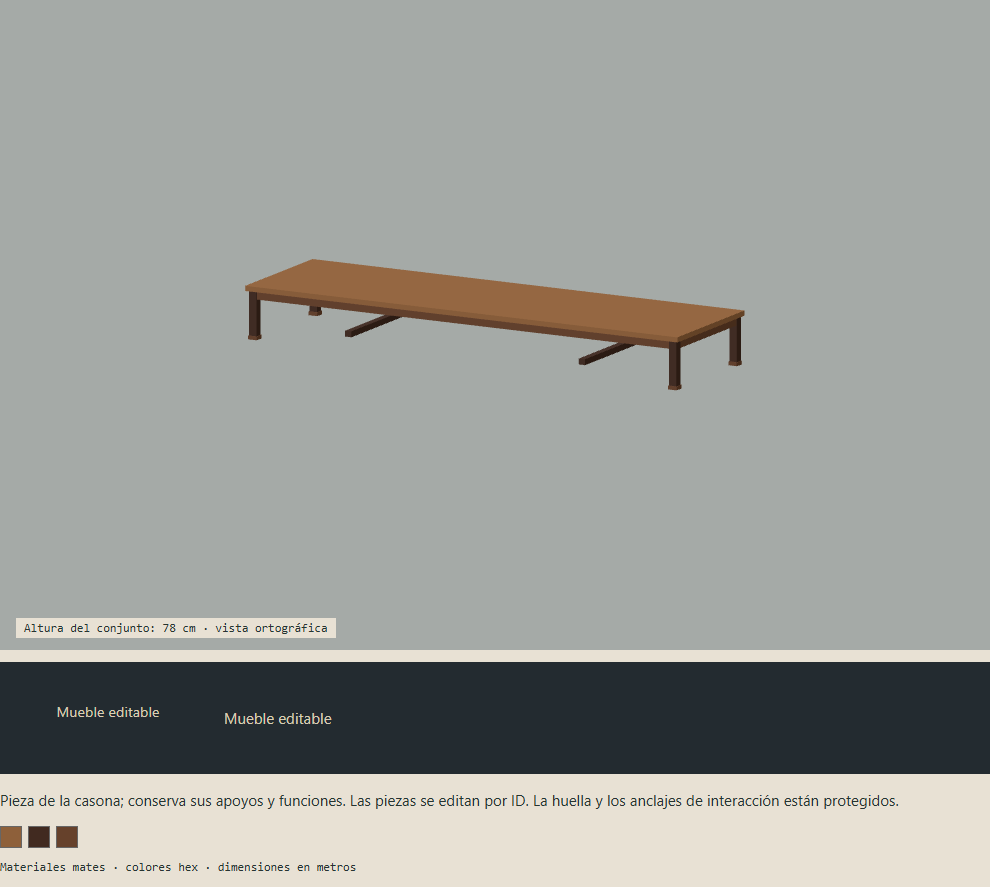 Altura del conjunto: 78 cm · vista ortográfica
Mueble editable
Mueble editable
Pieza de la casona; conserva sus apoyos y funciones. Las piezas se editan por ID. La huella y los anclajes de interacción están protegidos.
Materiales mates · colores hex · dimensiones en metros